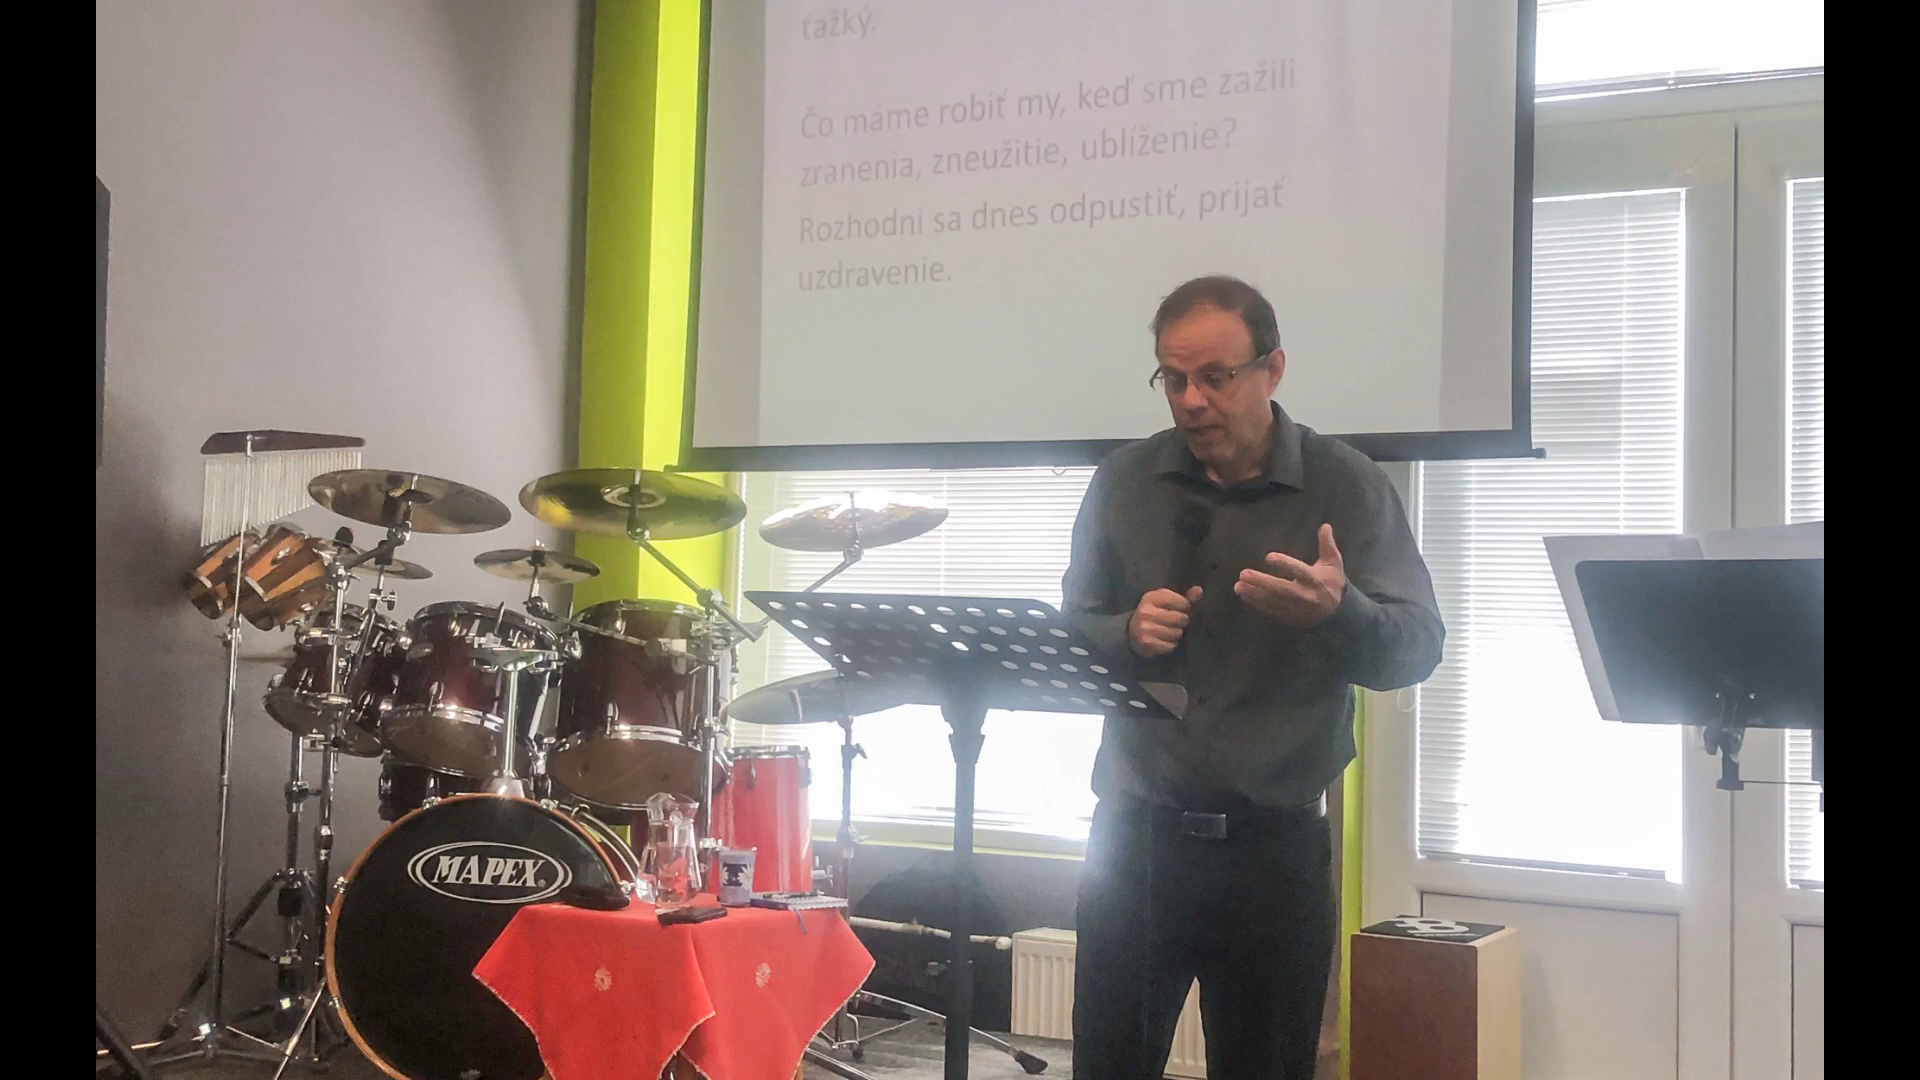 ťažký.
Čo máme robiť my, keď sme zažili
zranenia, zneužitie, ublíženie?
Rozhodni sa dnes odpustiť, prijať
uzdravenie.
MAPEX